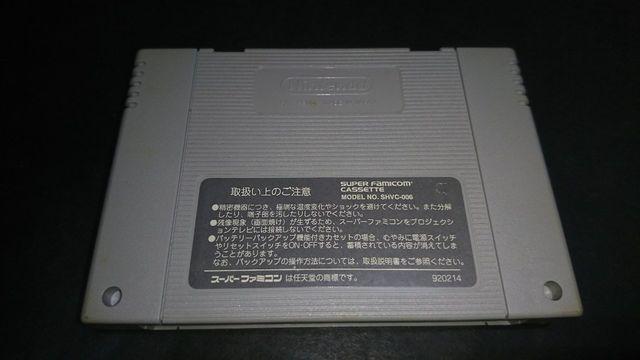 Nintendo
取扱い上のご注意
SUPER FAMICOM
CASSETTE
MODEL NO. SHVC-006
●精密機器につき、極端な温度変化やショックを避けてください。また分解
したり、端子部を汚したりしないでください。
●残像現象（画面焼け）が生ずるため、スーパーファミコンをプロジェクシ
ョンテレビには接続しないでください。
●バッテリーバックアップ機能付きカセットの場合、むやみに電源スイッチ
やリセットスイッチをON・OFFすると、蓄積されている内容が消えてしま
うことがあります。
なお、バックアップの操作方法については、取扱説明書をご参照ください。
スーパーファミコン は任天堂の商標です。
920214